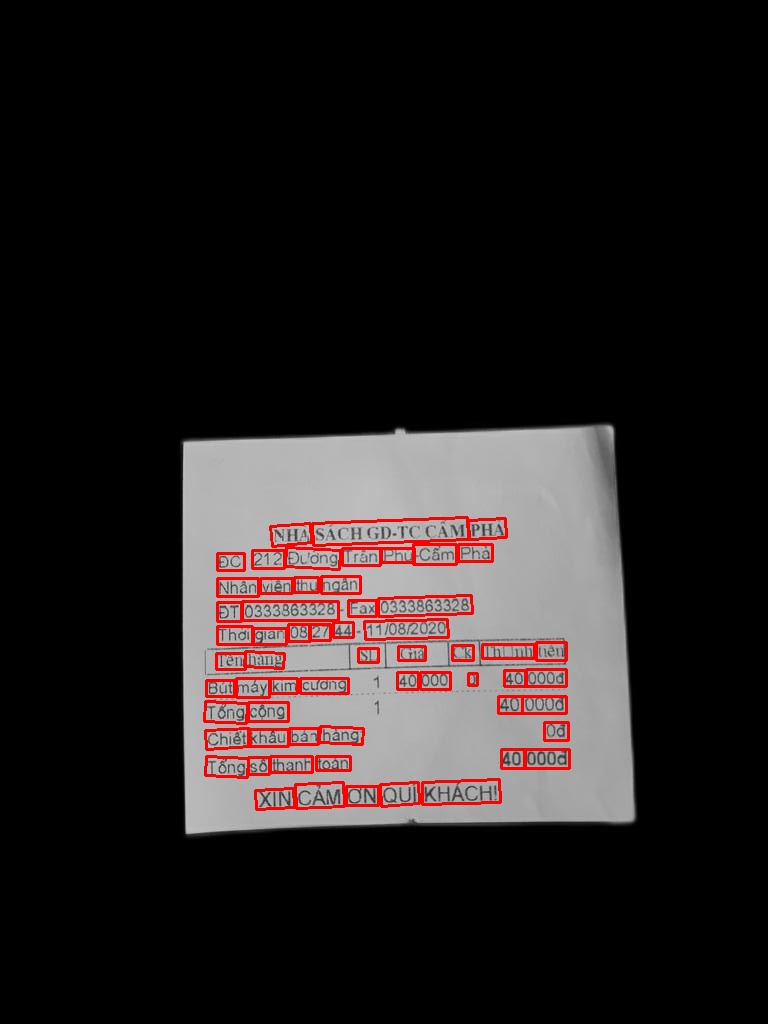 NHÀ SÁCH GD-TC CẨM PHẢ
ĐC 212 Đường Trần Phú-Cẩm Phả
Nhân viên thu ngân
ĐT 0333863328 - Fax 0333863328
Thời gian 08 27 44 - 11/08/2020
Tên hàng SL Giá Ck
Bút máy kim cương 1 40 000 40 000đ
Tổng cộng 1 40 000đ
Chiết khấu bán hàng 0đ
Tổng số thanh toán 40 000đ
XIN CẢM ƠN QUÍ KHÁCH!